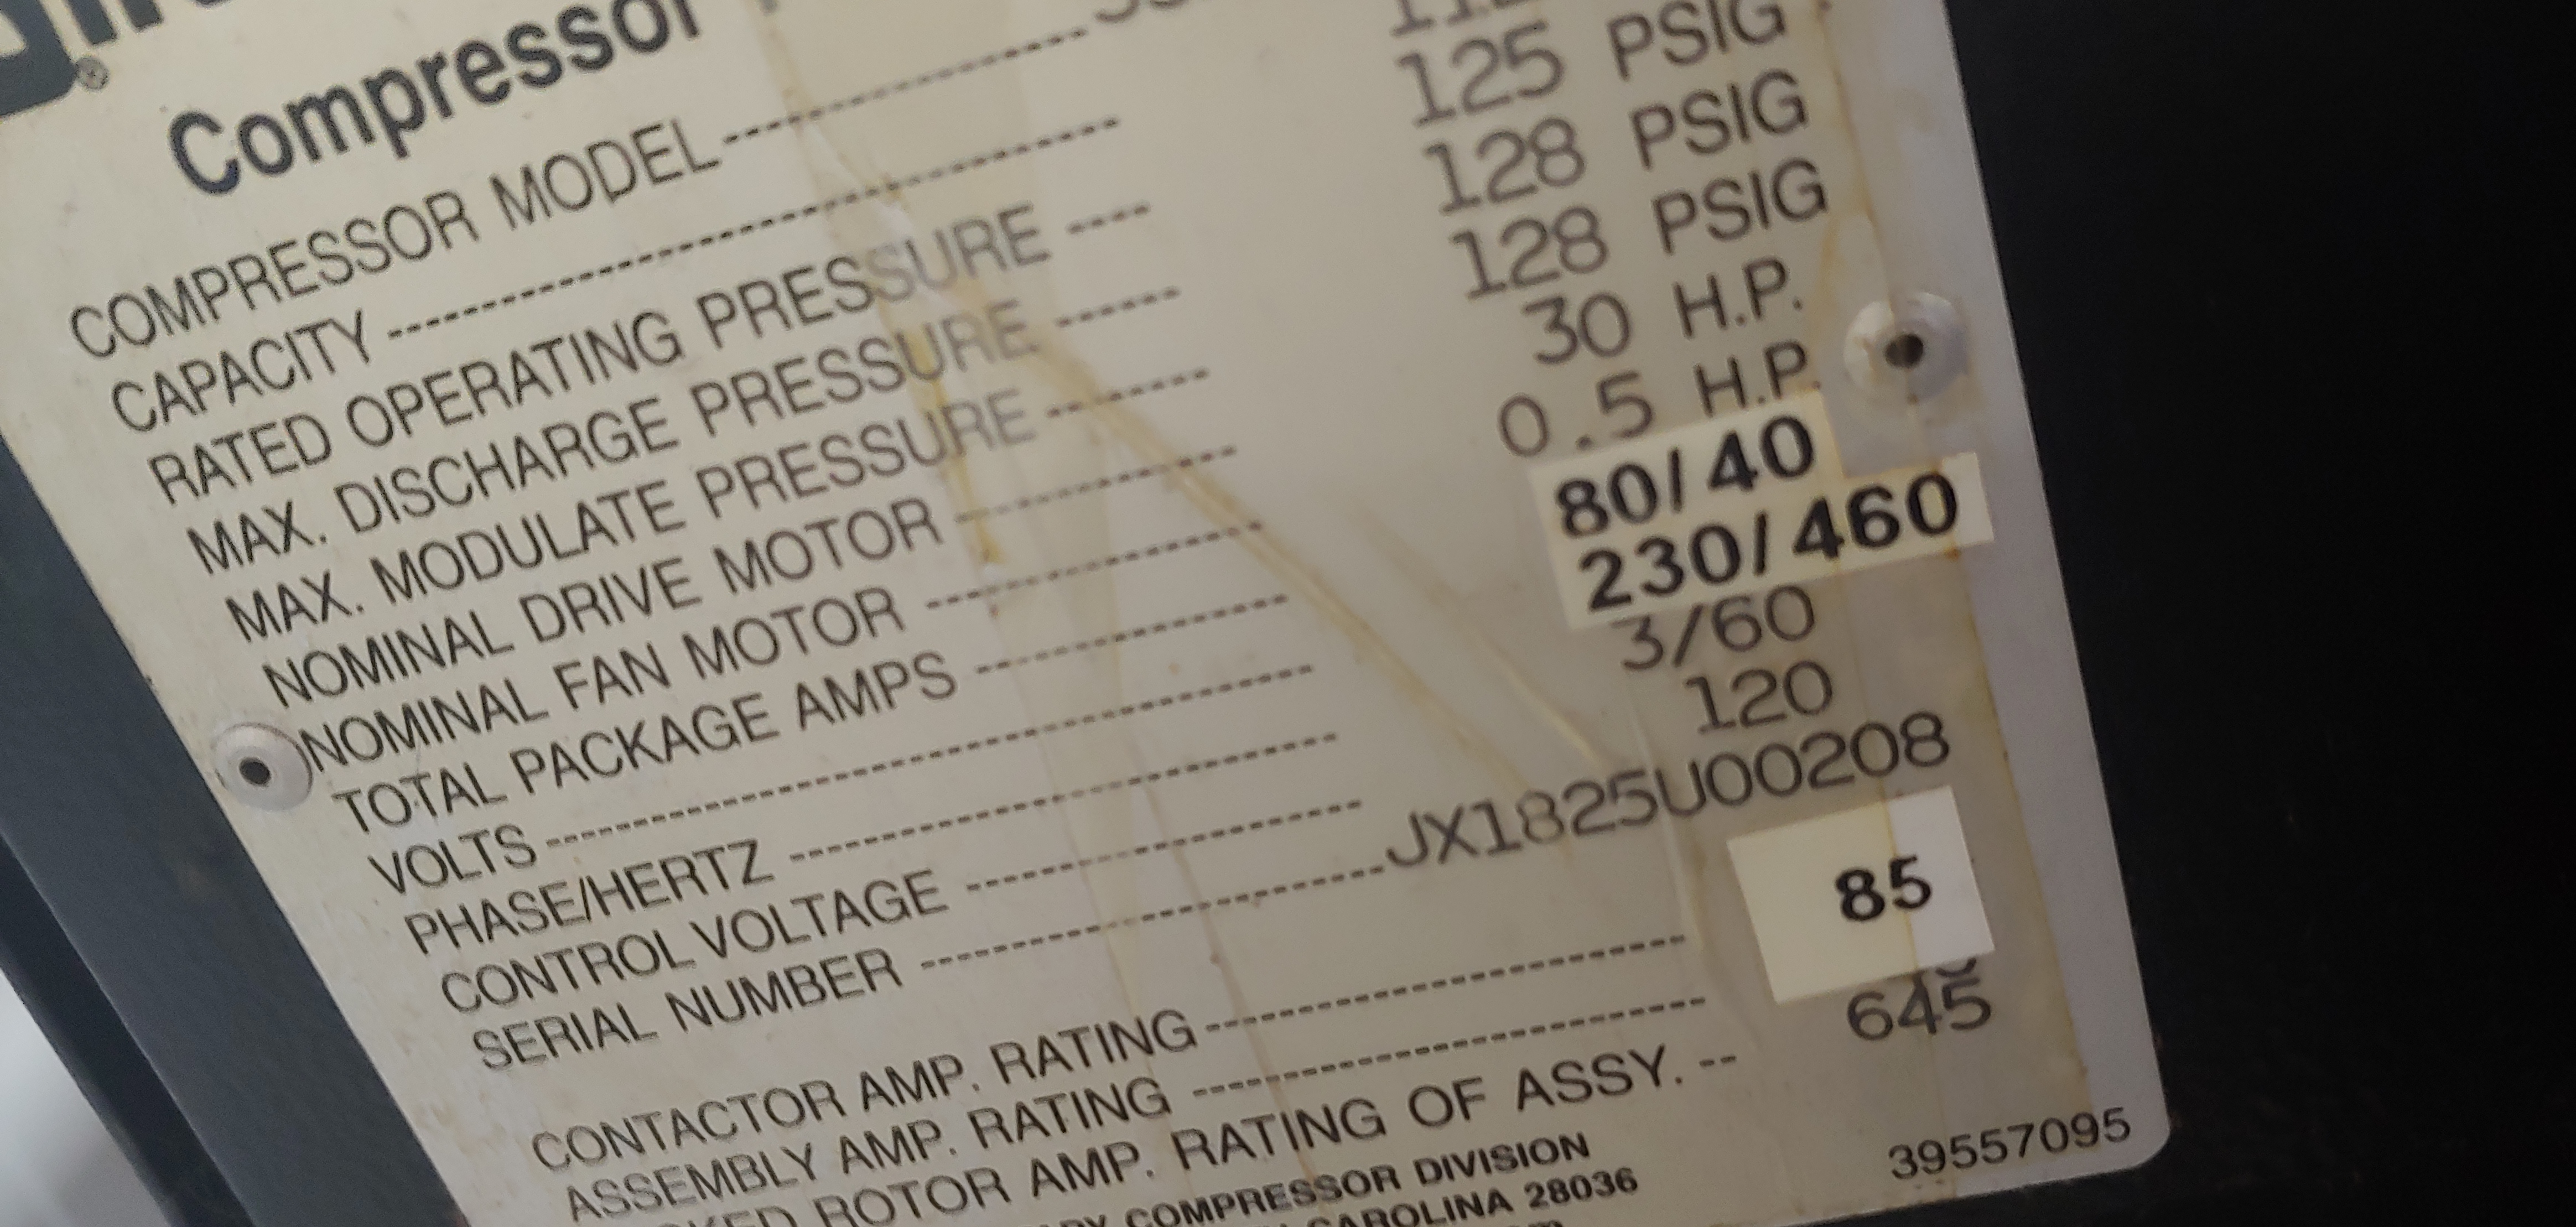 Compressor
COMPRESSOR MODEL
CAPACITY
RATED OPERATING PRESSURE ---- 125 PSIG
MAX. DISCHARGE PRESSURE ----- 128 PSIG
MAX. MODULATE PRESSURE ------ 128 PSIG
NOMINAL DRIVE MOTOR ---------- 30 H.P.
NOMINAL FAN MOTOR ---------- 0.5 H.P.
TOTAL PACKAGE AMPS ---------- 80/40
VOLTS ---------- 230/460
PHASE/HERTZ ---------- 3/60
CONTROL VOLTAGE ---------- 120
SERIAL NUMBER ---------- JX1825U00208
CONTACTOR AMP. RATING ---------- 85
ASSEMBLY AMP. RATING ----------
ROTOR AMP. RATING OF ASSY. -- 645
COMPRESSOR DIVISION
CAROLINA 28036
39557095